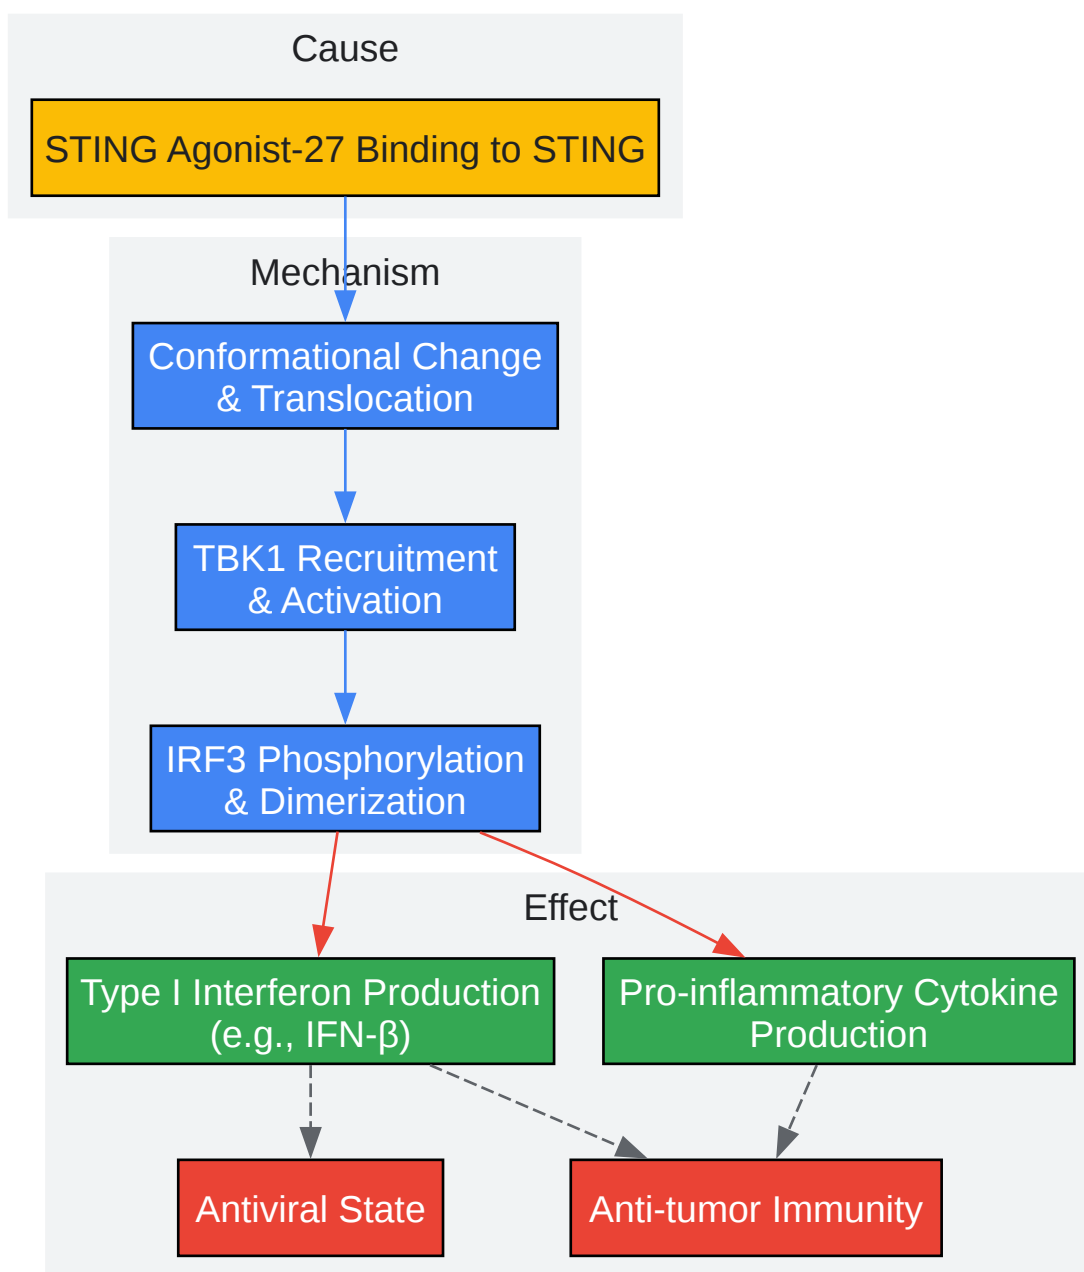 Cause
STING Agonist-27 Binding to STING
Mechanism
Conformational Change
& Translocation
TBK1 Recruitment
& Activation
IRF3 Phosphorylation
& Dimerization
Effect
Type I Interferon Production
(e.g., IFN-β)
Pro-inflammatory Cytokine
Production
Antiviral State
Anti-tumor Immunity